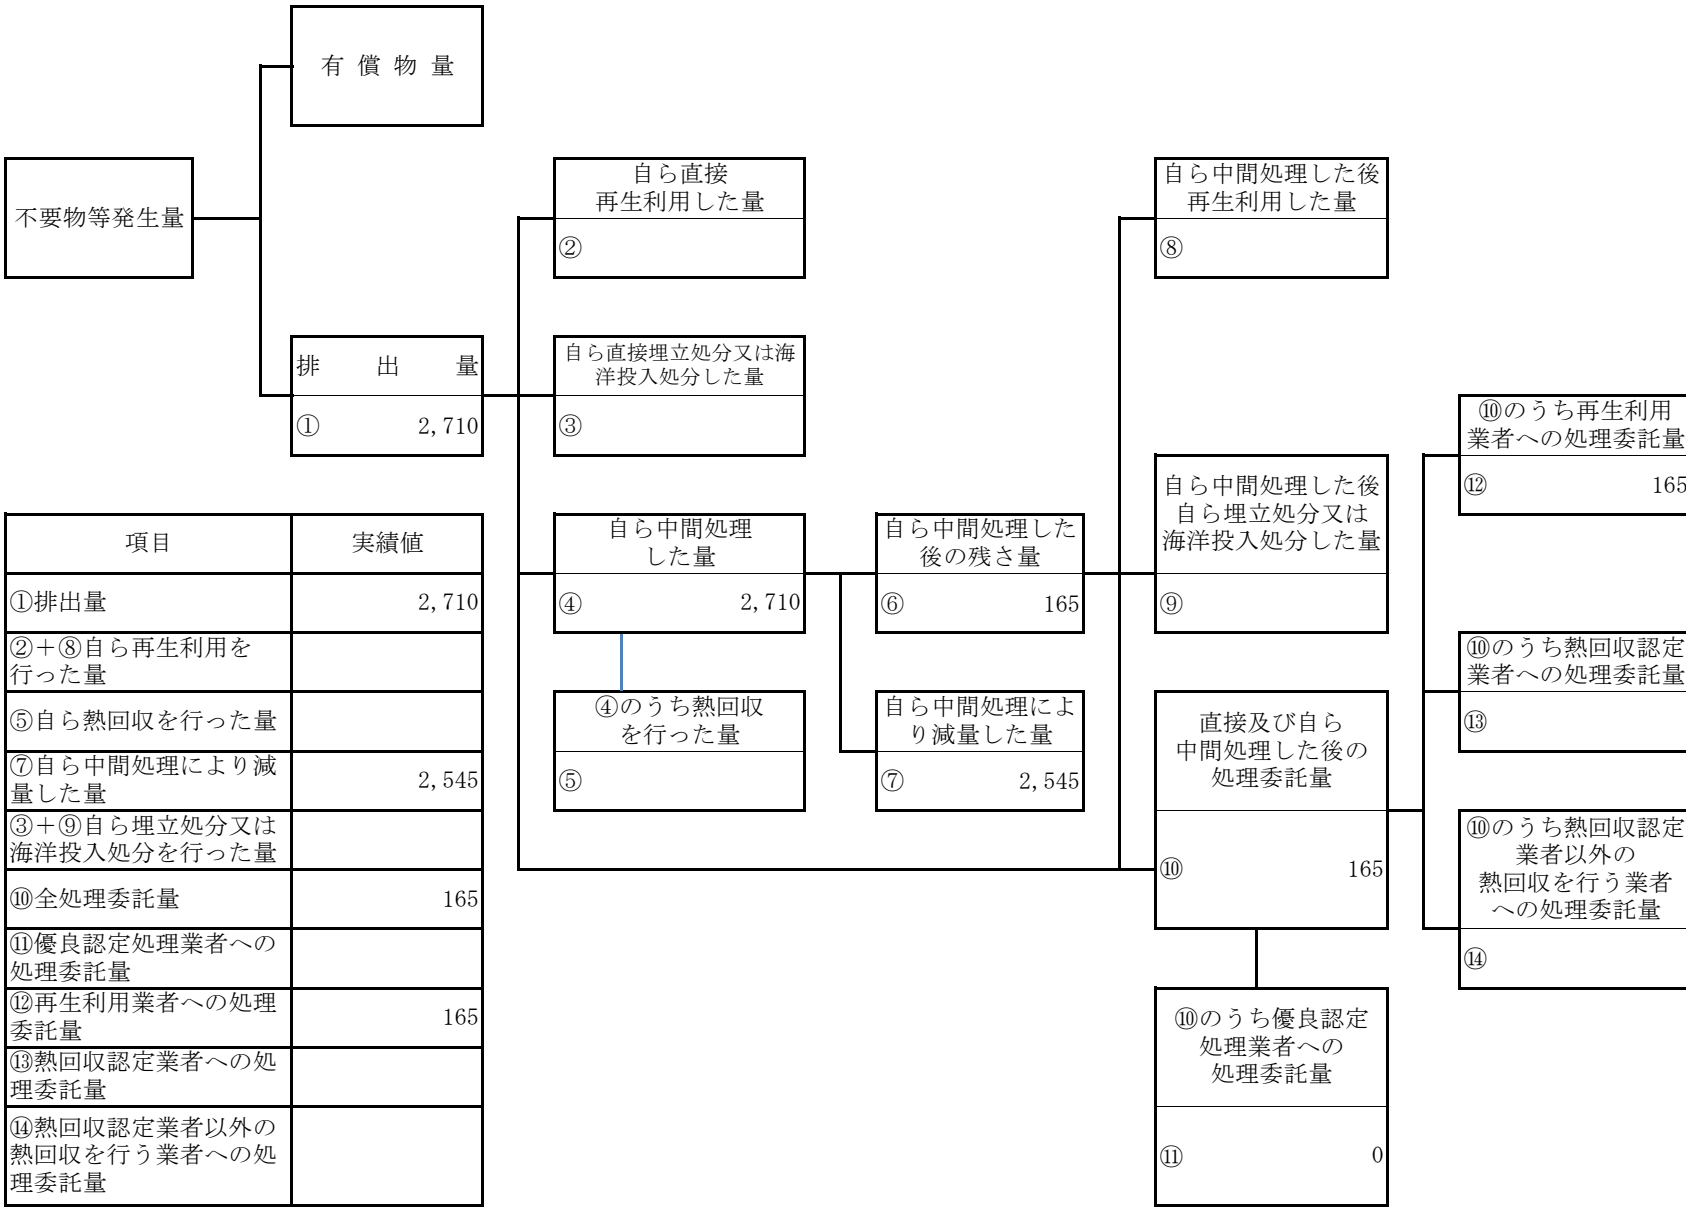 有償物量
不要物等発生量
自ら直接
再生利用した量
②
自ら中間処理した後
再生利用した量
⑧
排出量
① 2,710
自ら直接埋立処分又は海
洋投入処分した量
③
⑩のうち再生利用
業者への処理委託量
⑫ 165
自ら中間処理
した量
④ 2,710
自ら中間処理した
後の残さ量
⑥ 165
自ら中間処理した後
自ら埋立処分又は
海洋投入処分した量
⑨
⑩のうち熱回収認定
業者への処理委託量
⑬
④のうち熱回収
を行った量
⑤
自ら中間処理によ
り減量した量
⑦ 2,545
直接及び自ら
中間処理した後の
処理委託量
⑩ 165
⑩のうち熱回収認定
業者以外の
熱回収を行う業者
への処理委託量
⑭
⑩のうち優良認定
処理業者への
処理委託量
⑪ 0
項目 実績値
①排出量 2,710
②+⑧自ら再生利用を
行った量
⑤自ら熱回収を行った量
⑦自ら中間処理により減
量した量 2,545
③+⑨自ら埋立処分又は
海洋投入処分を行った量
⑩全処理委託量 165
⑪優良認定処理業者への
処理委託量
⑫再生利用業者への処理
委託量 165
⑬熱回収認定業者への処
理委託量
⑭熱回収認定業者以外の
熱回収を行う業者への処
理委託量